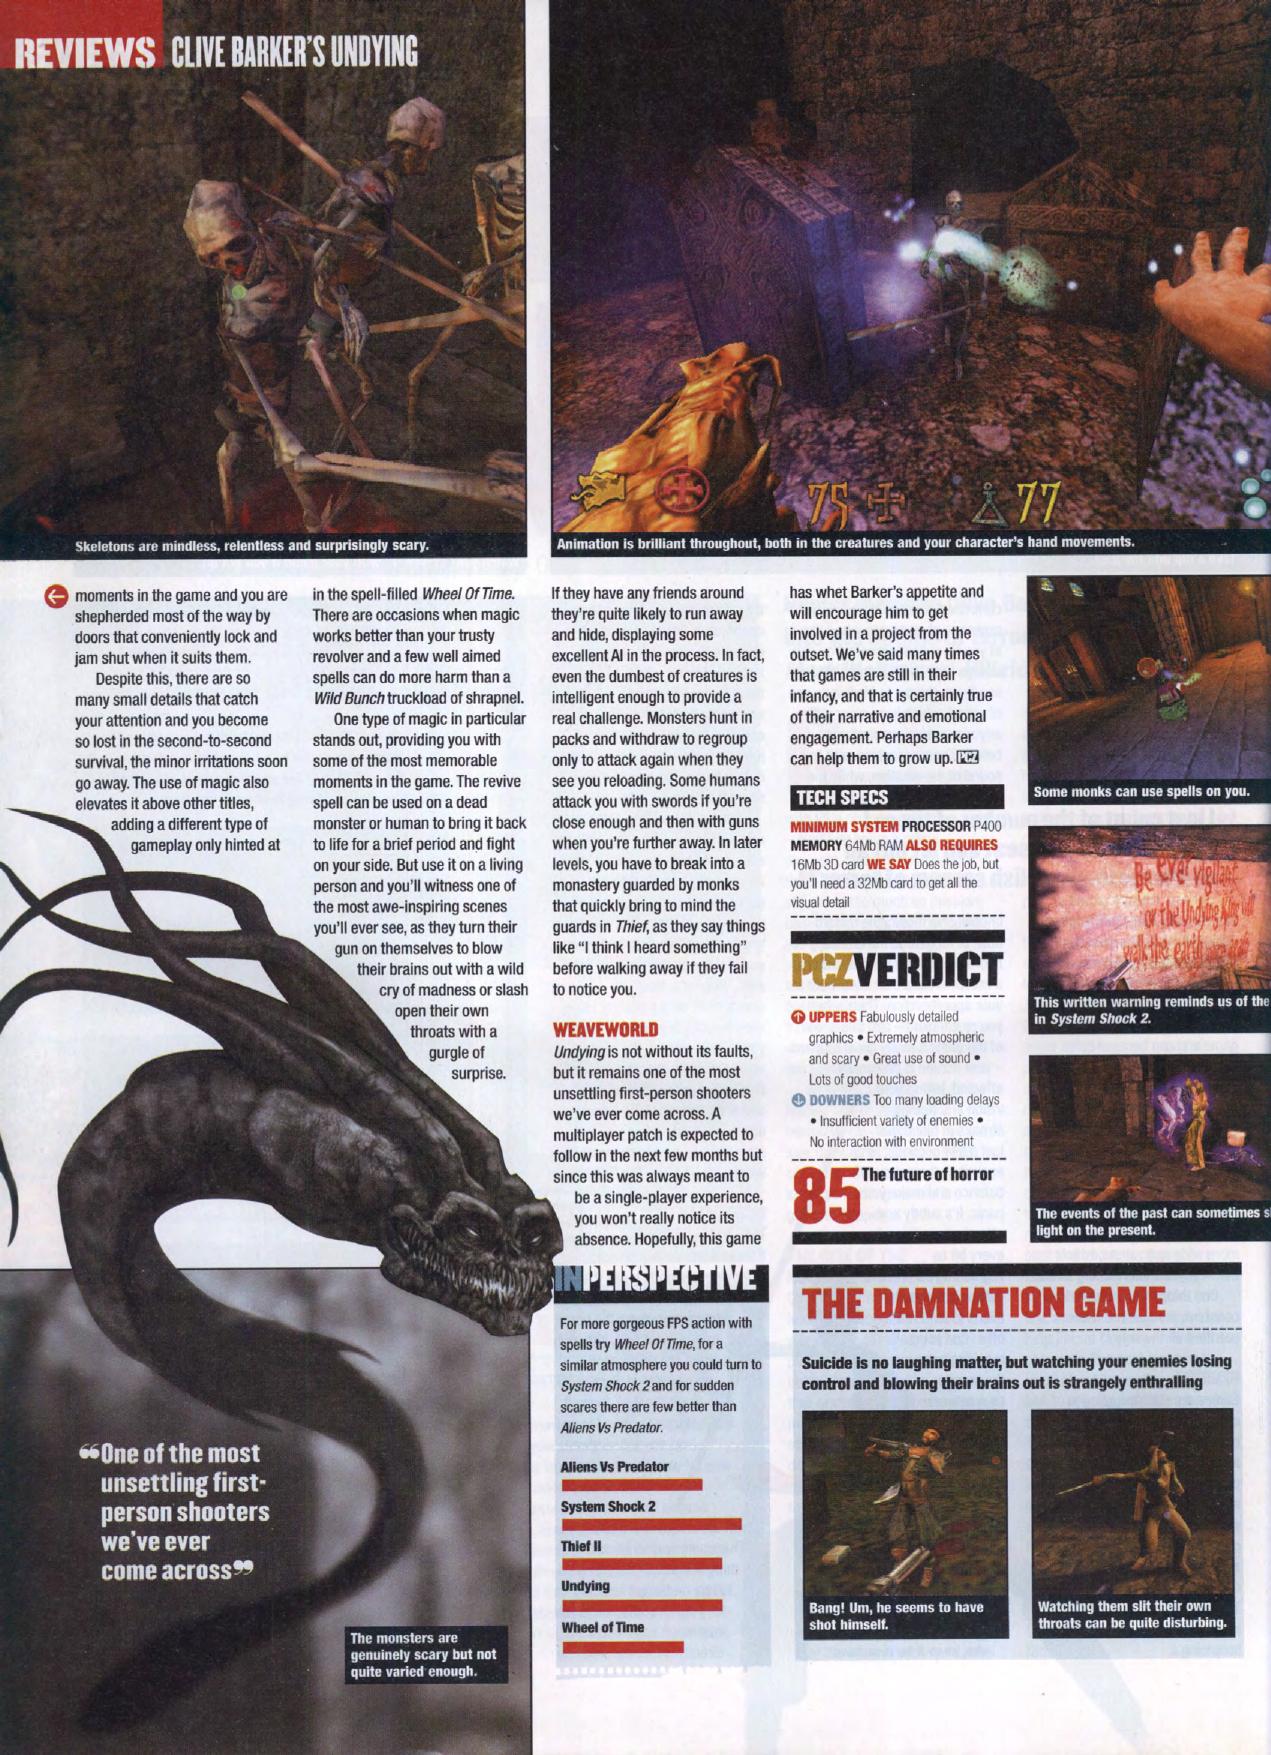 REVIEWS CLIVE BARKER'S UNDYING
Skeletons are mindless, relentless and surprisingly scary.
75 77
Animation is brilliant throughout, both in the creatures and your character's hand movements.
moments in the game and you are
shepherded most of the way by
doors that conveniently lock and
jam shut when it suits them.
Despite this, there are so
many small details that catch
your attention and you become
so lost in the second-to-second
survival, the minor irritations soon
go away. The use of magic also
elevates it above other titles,
adding a different type of
gameplay only hinted at
in the spell-filled Wheel Of Time.
There are occasions when magic
works better than your trusty
revolver and a few well aimed
spells can do more harm than a
Wild Bunch truckload of shrapnel.
One type of magic in particular
stands out, providing you with
some of the most memorable
moments in the game. The revive
spell can be used on a dead
monster or human to bring it back
to life for a brief period and fight
on your side. But use it on a living
person and you'll witness one of
the most awe-inspiring scenes
you'll ever see, as they turn their
gun on themselves to blow
their brains out with a wild
cry of madness or slash
open their own
throats with a
gurgle of
surprise.
If they have any friends around
they're quite likely to run away
and hide, displaying some
excellent AI in the process. In fact,
even the dumbest of creatures is
intelligent enough to provide a
real challenge. Monsters hunt in
packs and withdraw to regroup
only to attack again when they
see you reloading. Some humans
attack you with swords if you're
close enough and then with guns
when you're further away. In later
levels, you have to break into a
monastery guarded by monks
that quickly bring to mind the
guards in Thief, as they say things
like "I think I heard something"
before walking away if they fail
to notice you.
WEAVEWORLD
Undying is not without its faults,
but it remains one of the most
unsettling first-person shooters
we've ever come across. A
multiplayer patch is expected to
follow in the next few months but
since this was always meant to
be a single-player experience,
you won't really notice its
absence. Hopefully, this game
has whet Barker's appetite and
will encourage him to get
involved in a project from the
outset. We've said many times
that games are still in their
infancy, and that is certainly true
of their narrative and emotional
engagement. Perhaps Barker
can help them to grow up. PCZ
TECH SPECS
MINIMUM SYSTEM PROCESSOR P400
MEMORY 64Mb RAM ALSO REQUIRES
16Mb 3D card WE SAY Does the job, but
you'll need a 32Mb card to get all the
visual detail
PCZVERDICT
UPPERS Fabulously detailed
graphics • Extremely atmospheric
and scary • Great use of sound •
Lots of good touches
DOWNERS Too many loading delays
• Insufficient variety of enemies •
No interaction with environment
85 The future of horror
Some monks can use spells on you.
Be ever vigilant
or the Undying King will
walk the earth once again
This written warning reminds us of the
in System Shock 2.
The events of the past can sometimes s
light on the present.
INPERSPECTIVE
For more gorgeous FPS action with
spells try Wheel Of Time, for a
similar atmosphere you could turn to
System Shock 2 and for sudden
scares there are few better than
Aliens Vs Predator.
Aliens Vs Predator
System Shock 2
Thief II
Undying
Wheel of Time
THE DAMNATION GAME
Suicide is no laughing matter, but watching your enemies losing
control and blowing their brains out is strangely enthralling
Bang! Um, he seems to have
shot himself.
Watching them slit their own
throats can be quite disturbing.
“One of the most
unsettling first-
person shooters
we've ever
come across”
The monsters are
genuinely scary but not
quite varied enough.